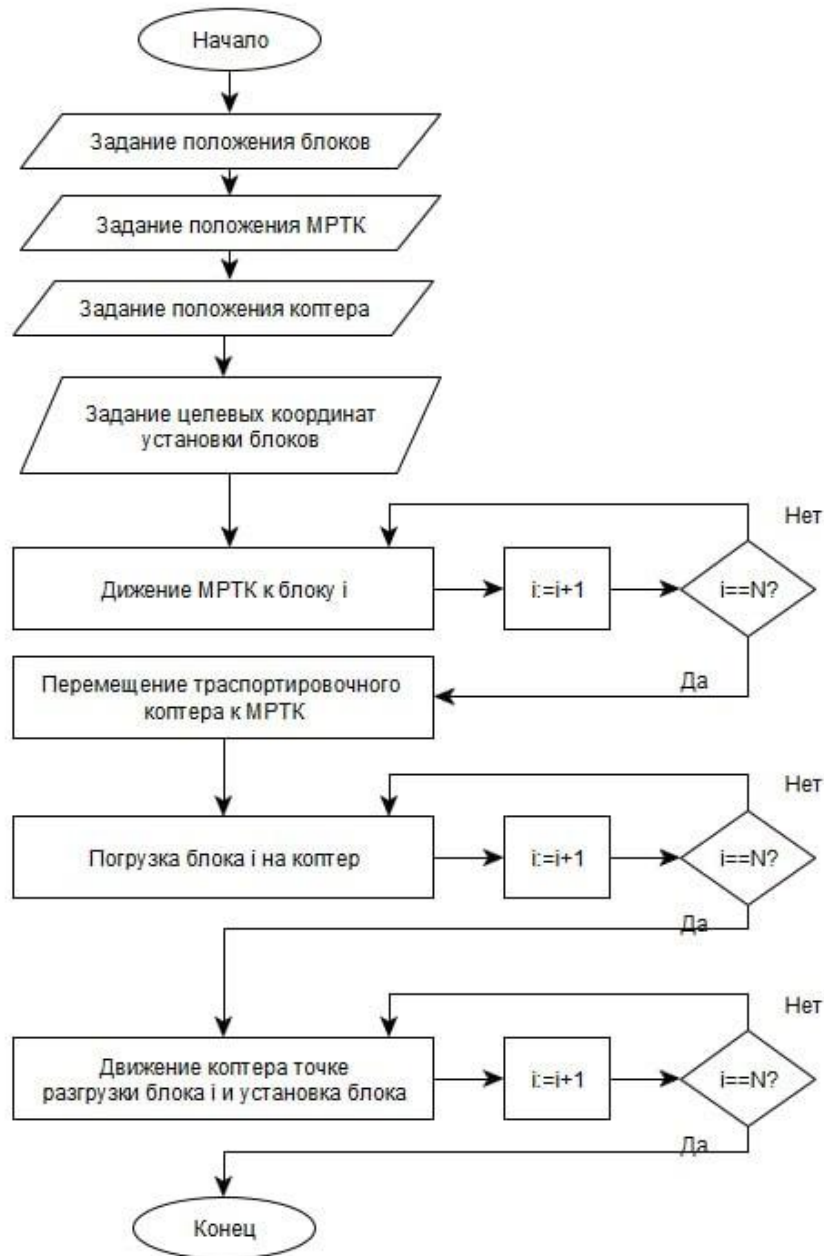 Начало
Задание положения блоков
Задание положения МРТК
Задание положения коптера
Задание целевых координат
установки блоков
Нет
Дижение МРТК к блоку i
i:=i+1
i==N?
Да
Перемещение траспортировочного
коптера к МРТК
Нет
Погрузка блока i на коптер
i:=i+1
i==N?
Да
Нет
Движение коптера точке
разгрузки блока i и установка блока
i:=i+1
i==N?
Да
Конец